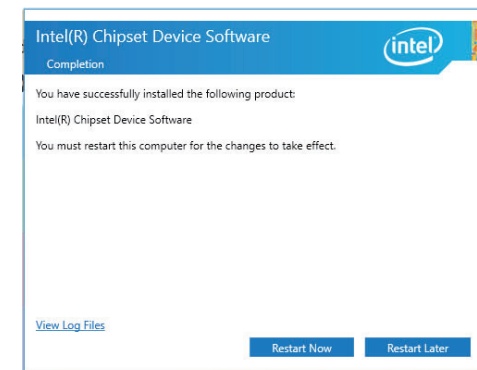 Intel(R) Chipset Device Software
intel
Completion
You have successfully installed the following product:
Intel(R) Chipset Device Software
You must restart this computer for the changes to take effect.
View Log Files
Restart Now
Restart Later